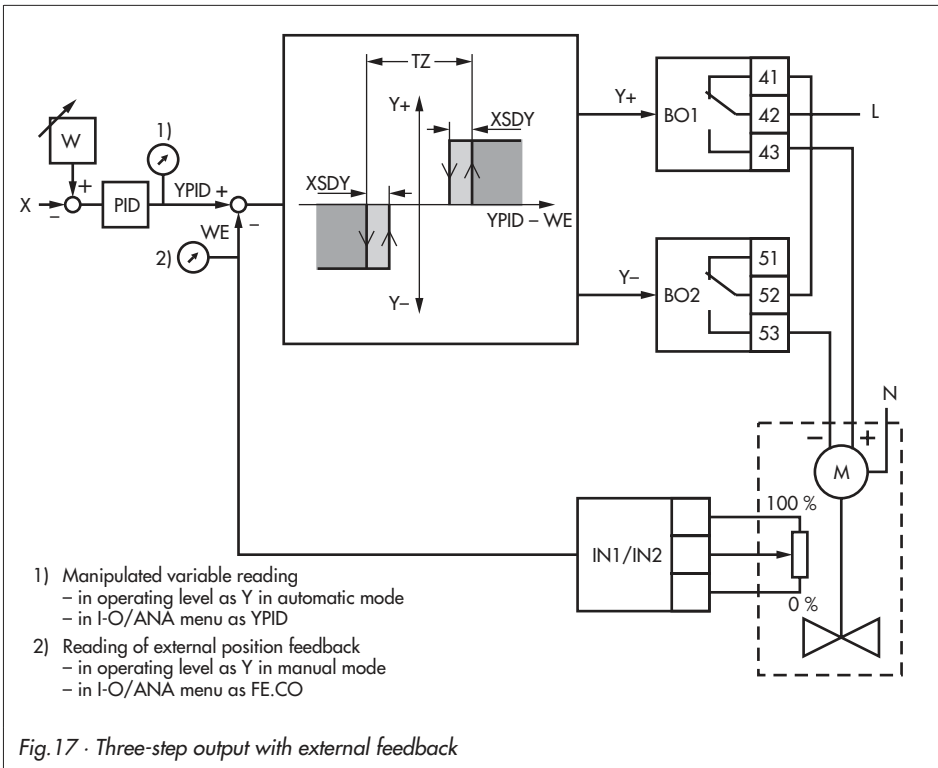 TZ
Y+
XSDY
XSDY
YPID – WE
Y–
W
1)
+
X
–
PID
YPID +
WE
–
2)
Y+
BO1
41
42
43
L
Y–
BO2
51
52
53
N
–
+
M
100 %
IN1/IN2
0 %
1) Manipulated variable reading
– in operating level as Y in automatic mode
– in I-O/ANA menu as YPID
2) Reading of external position feedback
– in operating level as Y in manual mode
– in I-O/ANA menu as FE.CO
Fig. 17 · Three-step output with external feedback